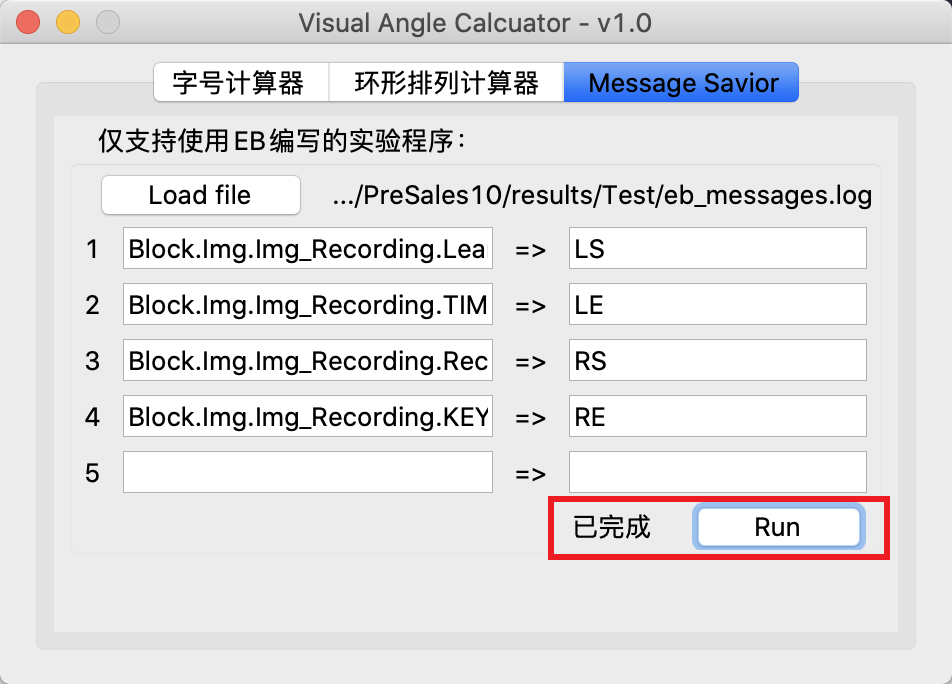 Visual Angle Calcuator - v1.0
字号计算器 环形排列计算器 Message Savior
仅支持使用EB编写的实验程序：
Load file .../PreSales10/results/Test/eb_messages.log
1 Block.Img.Img_Recording.Lea => LS
2 Block.Img.Img_Recording.TIM => LE
3 Block.Img.Img_Recording.Rec => RS
4 Block.Img.Img_Recording.KEY => RE
5 =>
已完成 Run